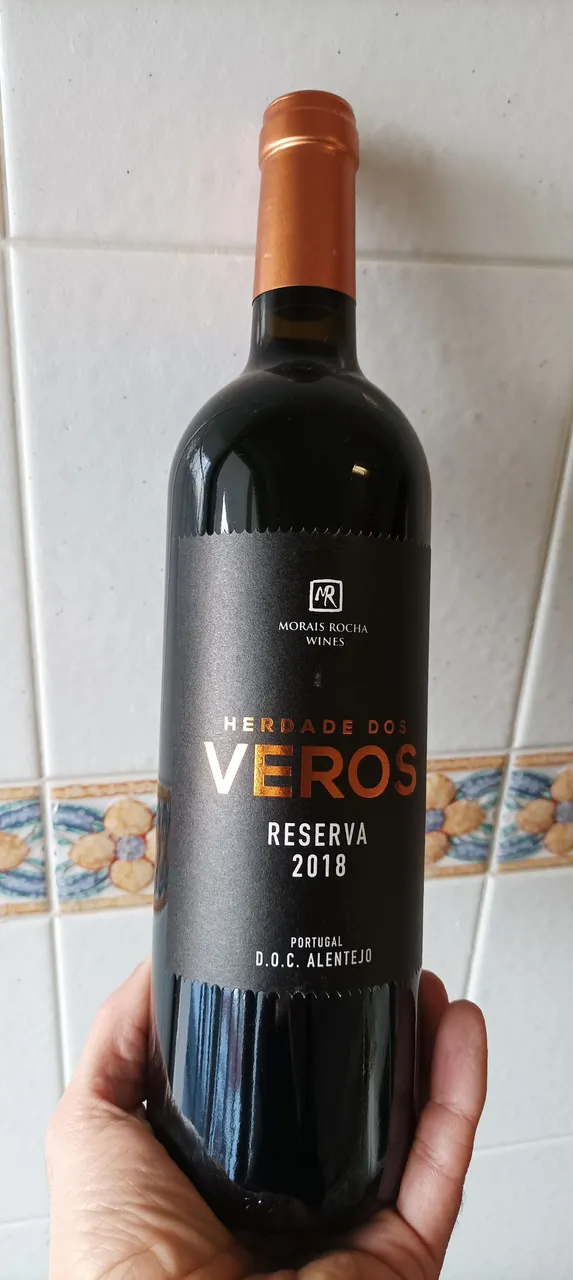 MR
MORAIS ROCHA
WINES
HERDADE DOS
VEROS
RESERVA
2018
PORTUGAL
D.O.C. ALENTEJO